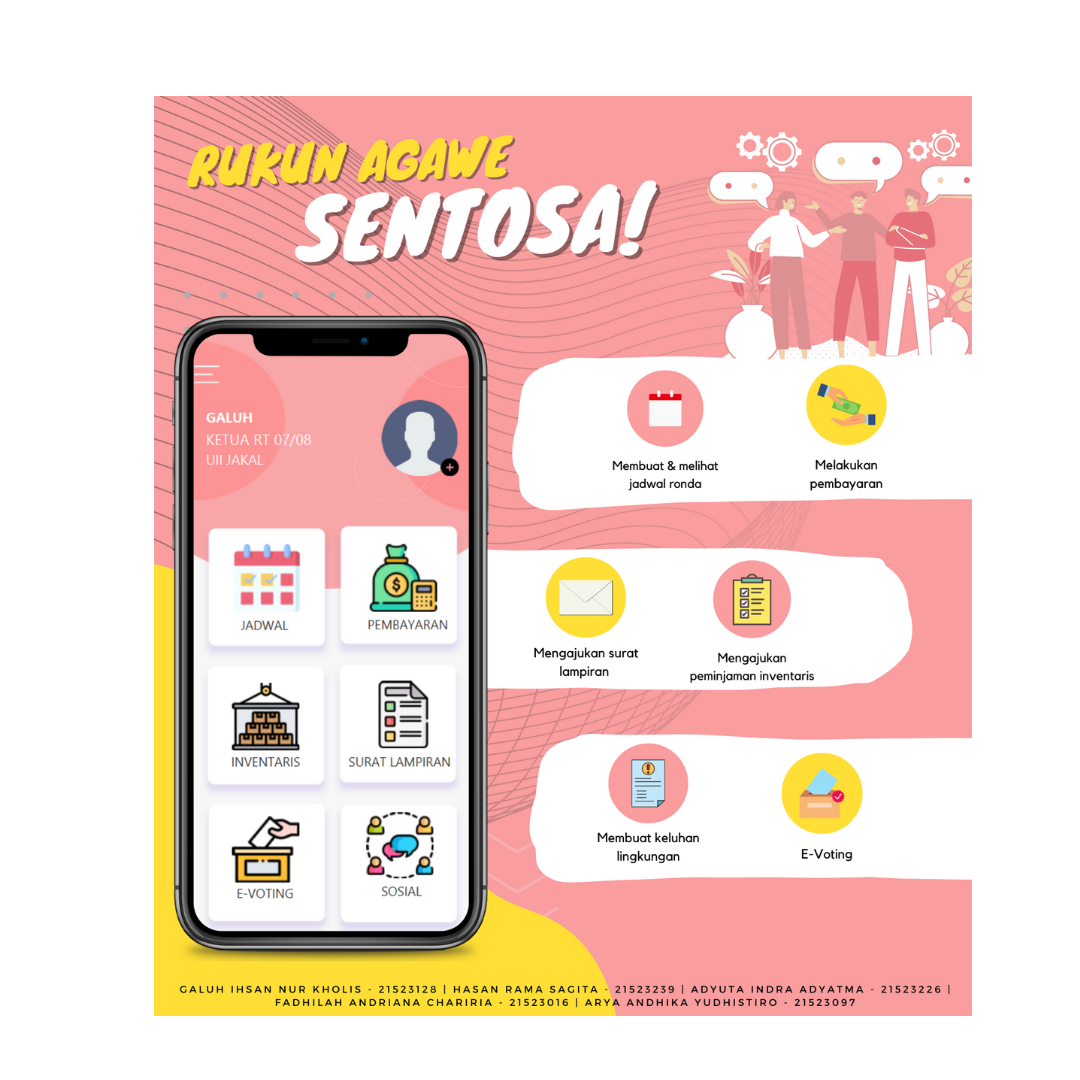 RUKUN AGAWE
SENTOSA!
GALUH
KETUA RT 07/08
UII JAKAL
JADWAL
PEMBAYARAN
INVENTARIS
SURAT LAMPIRAN
E-VOTING
SOSIAL
Membuat & melihat
jadwal ronda
Melakukan
pembayaran
Mengajukan surat
lampiran
Mengajukan
peminjaman inventaris
Membuat keluhan
lingkungan
E-Voting
GALUH IHSAN NUR KHOLIS - 21523128 | HASAN RAMA SAGITA - 21523239 | ADYUTA INDRA ADYATMA - 21523226 |
FADHILAH ANDRIANA CHARIRIA - 21523016 | ARYA ANDHIKA YUDHISTIRO - 21523097